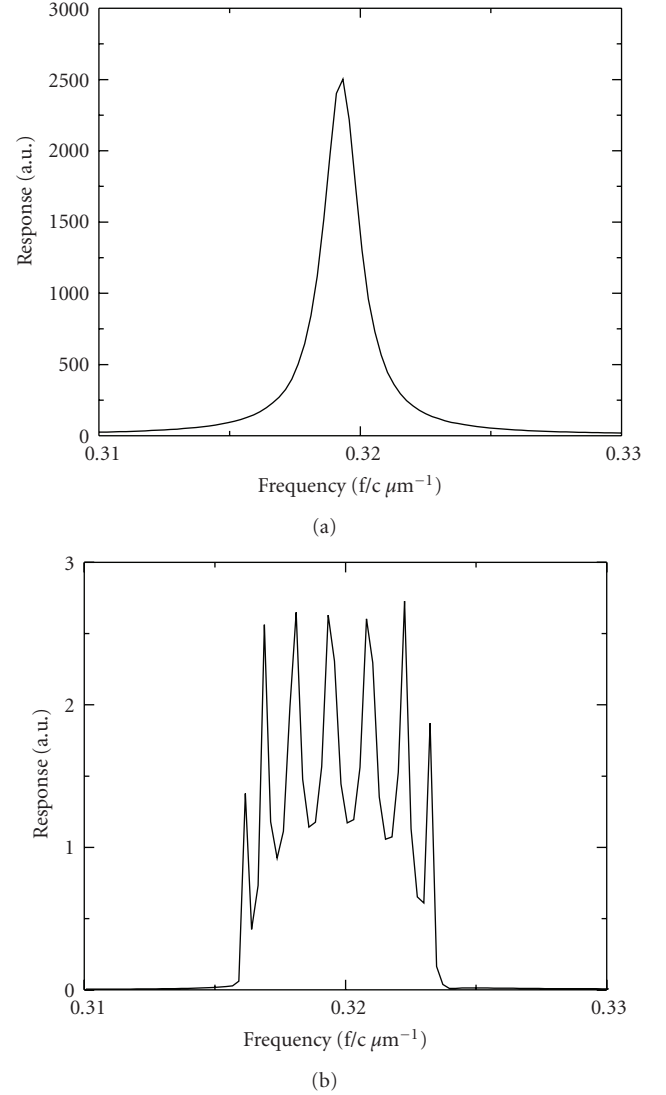 3000
2500
2000
1500
1000
500
0
Response (a.u.)
0.31 0.32 0.33
Frequency (f/c μm⁻¹)
(a)
3
2
1
0
Response (a.u.)
0.31 0.32 0.33
Frequency (f/c μm⁻¹)
(b)